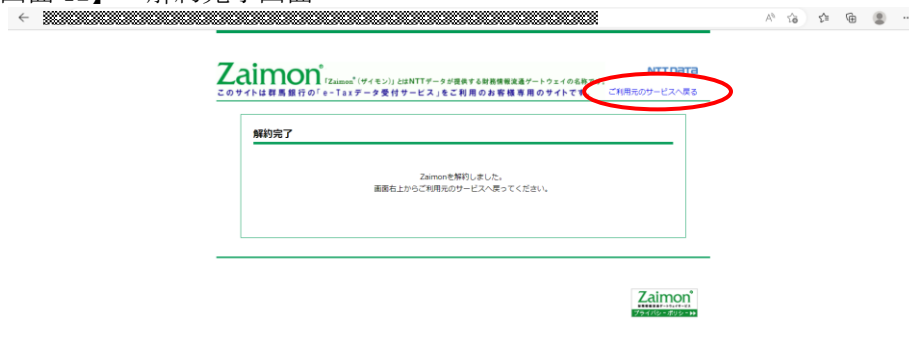 解約完了画面
Zaimon® 「Zaimon®(ザイモン)」とはNTTデータが提供する財務情報流通ゲートウェイの名称です。
NTT DATA
このサイトは群馬銀行の「e-Taxデータ受付サービス」をご利用のお客様専用のサイトです
ご利用元のサービスへ戻る
解約完了
Zaimonを解約しました。
画面右上からご利用元のサービスへ戻ってください。
Zaimon®
プライバシーポリシー